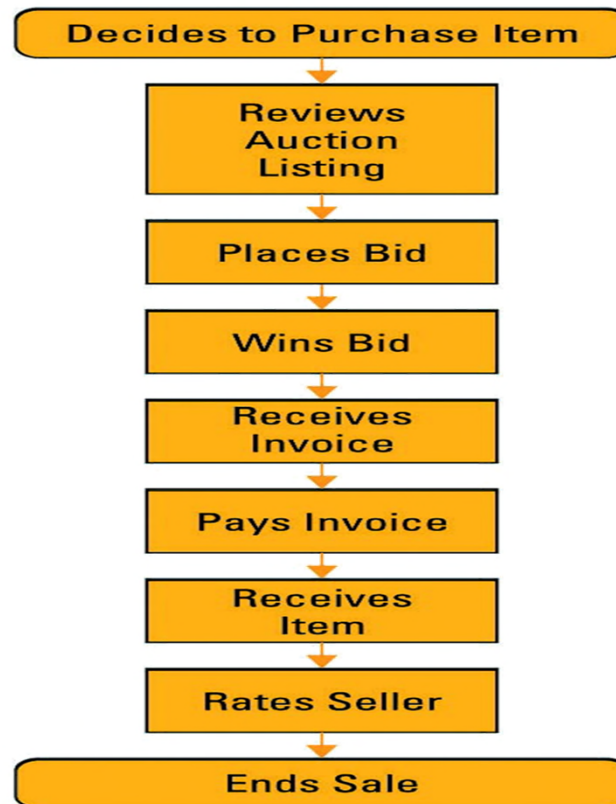 Decides to Purchase Item
Reviews
Auction
Listing
Places Bid
Wins Bid
Receives
Invoice
Pays Invoice
Receives
Item
Rates Seller
Ends Sale